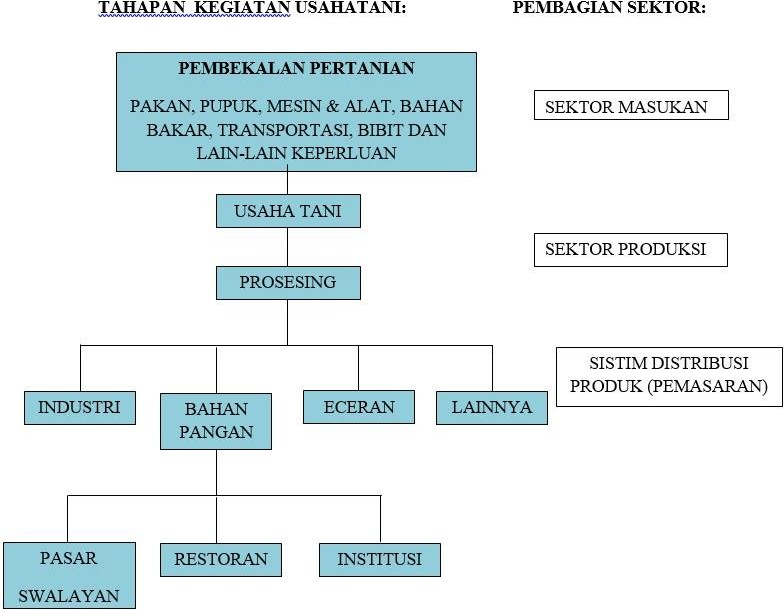 TAHAPAN KEGIATAN USAHATANI:
PEMBAGIAN SEKTOR:
PEMBEKALAN PERTANIAN
PAKAN, PUPUK, MESIN & ALAT, BAHAN
BAKAR, TRANSPORTASI, BIBIT DAN
LAIN-LAIN KEPERLUAN
SEKTOR MASUKAN
USAHA TANI
SEKTOR PRODUKSI
PROSESING
SISTIM DISTRIBUSI
PRODUK (PEMASARAN)
INDUSTRI
BAHAN
PANGAN
ECERAN
LAINNYA
PASAR
SWALAYAN
RESTORAN
INSTITUSI